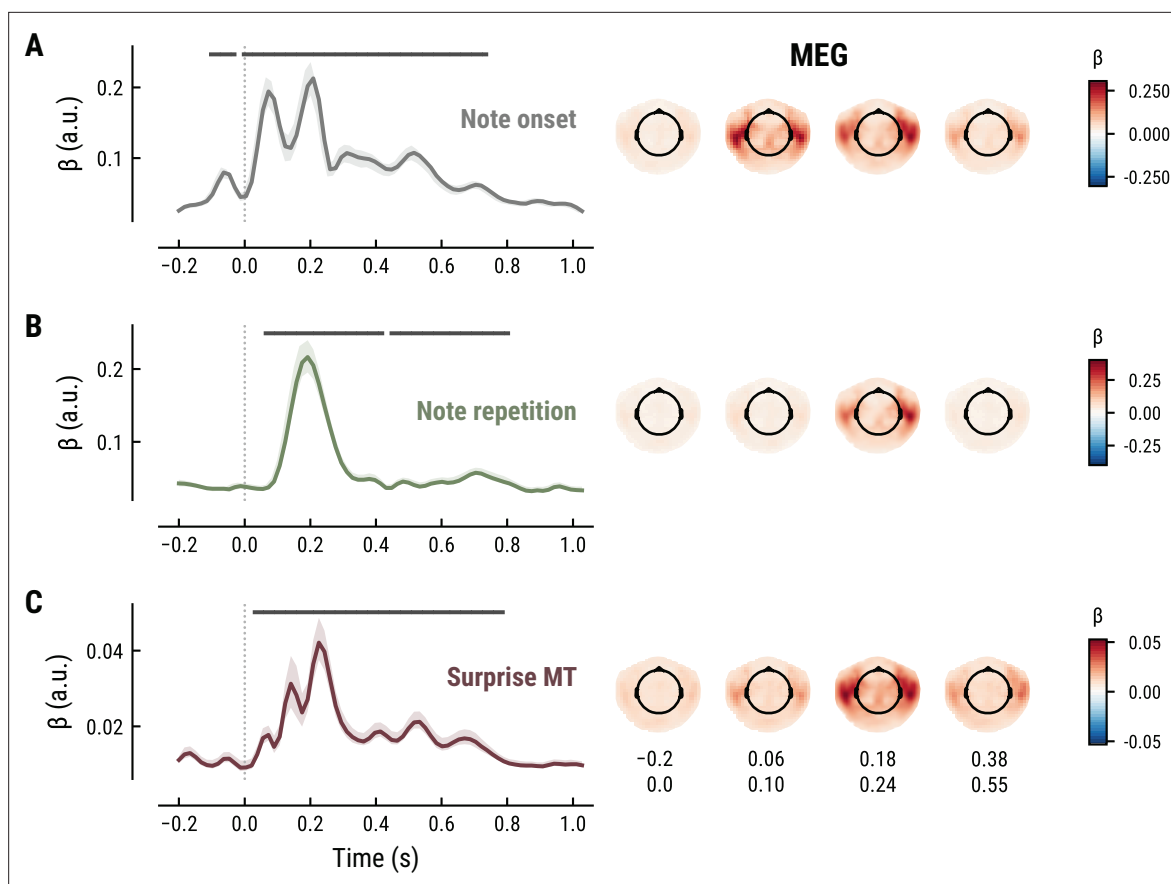 A
MEG
β (a.u.)
0.2
0.1
Note onset
−0.2 0.0 0.2 0.4 0.6 0.8 1.0
β
0.250
0.000
-0.250
B
β (a.u.)
0.2
0.1
Note repetition
−0.2 0.0 0.2 0.4 0.6 0.8 1.0
β
0.25
0.00
-0.25
C
β (a.u.)
0.04
0.02
Surprise MT
−0.2 0.0 0.2 0.4 0.6 0.8 1.0
Time (s)
−0.2 0.06 0.18 0.38
0.0 0.10 0.24 0.55
β
0.05
0.00
-0.05